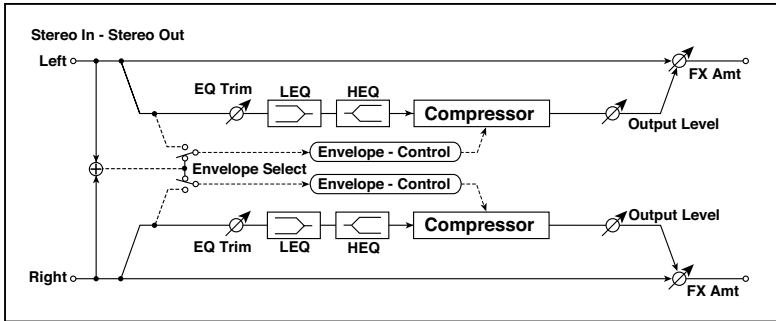 Stereo In - Stereo Out
Left
FX Amt
EQ Trim
LEQ
HEQ
Compressor
Output Level
Envelope - Control
Envelope Select
Envelope - Control
Output Level
Compressor
EQ Trim
LEQ
HEQ
Right
FX Amt